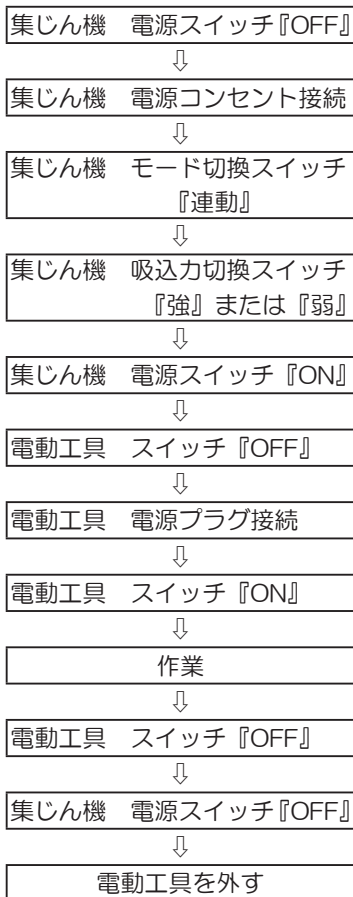 集じん機　電源スイッチ『OFF』
⇩
集じん機　電源コンセント接続
⇩
集じん機　モード切換スイッチ
『連動』
⇩
集じん機　吸込力切換スイッチ
『強』または『弱』
⇩
集じん機　電源スイッチ『ON』
⇩
電動工具　スイッチ『OFF』
⇩
電動工具　電源プラグ接続
⇩
電動工具　スイッチ『ON』
⇩
作業
⇩
電動工具　スイッチ『OFF』
⇩
集じん機　電源スイッチ『OFF』
⇩
電動工具を外す